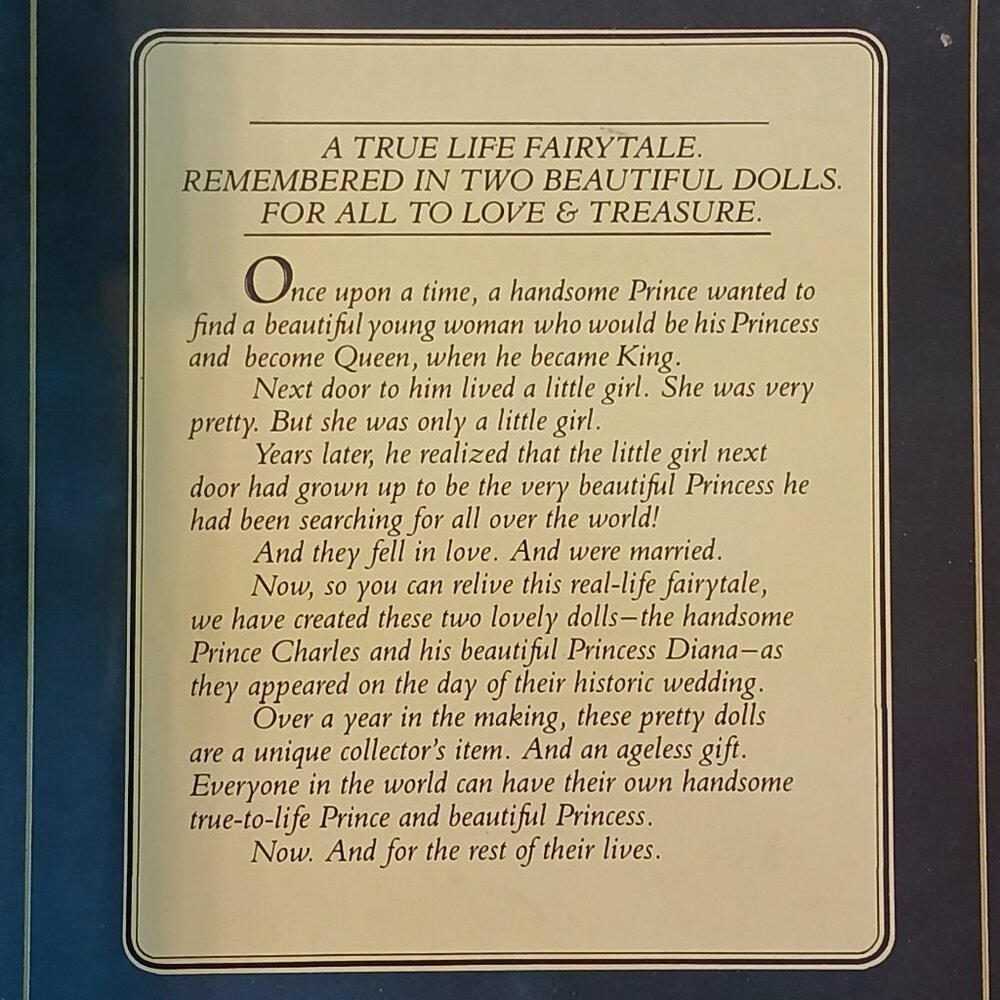 A TRUE LIFE FAIRYTALE.
REMEMBERED IN TWO BEAUTIFUL DOLLS.
FOR ALL TO LOVE & TREASURE.
Once upon a time, a handsome Prince wanted to
find a beautiful young woman who would be his Princess
and become Queen, when he became King.
Next door to him lived a little girl. She was very
pretty. But she was only a little girl.
Years later, he realized that the little girl next
door had grown up to be the very beautiful Princess he
had been searching for all over the world!
And they fell in love. And were married.
Now, so you can relive this real-life fairytale,
we have created these two lovely dolls—the handsome
Prince Charles and his beautiful Princess Diana—as
they appeared on the day of their historic wedding.
Over a year in the making, these pretty dolls
are a unique collector's item. And an ageless gift.
Everyone in the world can have their own handsome
true-to-life Prince and beautiful Princess.
Now. And for the rest of their lives.